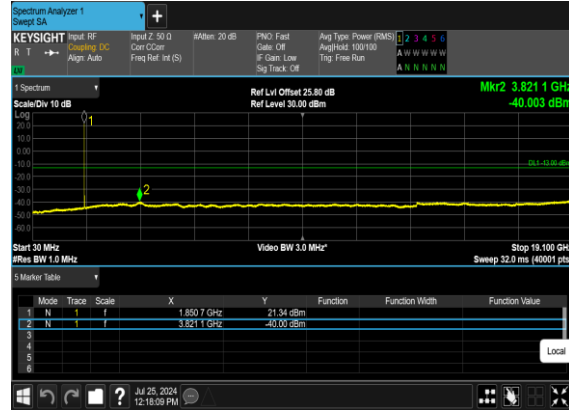 Spectrum Analyzer 1
Swept SA
+
KEYSIGHT Input: RF Input Z: 50 Ω #Atten: 20 dB PNO: Fast Avg Type: Power (RMS) 1 2 3 4 5 6
R T Coupling: DC Corr CCorr Gate: Off Avg|Hold: 100/100 A W W W W W
Align: Auto Freq Ref: Int (S) IF Gain: Low Trig: Free Run
LXI Sig Track: Off A N N N N N
1 Spectrum Ref Lvl Offset 25.80 dB Mkr2 3.821 1 GHz
Scale/Div 10 dB Ref Level 30.00 dBm -40.003 dBm
Log
1
20.0
10.0
0.00
-10.0
DL1 -13.00 dBm
-20.0
-30.0
2
-40.0
-50.0
-60.0
Start 30 MHz Video BW 3.0 MHz* Stop 19.100 GHz
#Res BW 1.0 MHz Sweep 32.0 ms (40001 pts
5 Marker Table
Mode Trace Scale X Y Function Function Width Function Value
1 N 1 f 1.850 7 GHz 21.34 dBm
2 N 1 f 3.821 1 GHz -40.00 dBm
3
4
5
6
Local
? Jul 25, 2024
12:18:09 PM